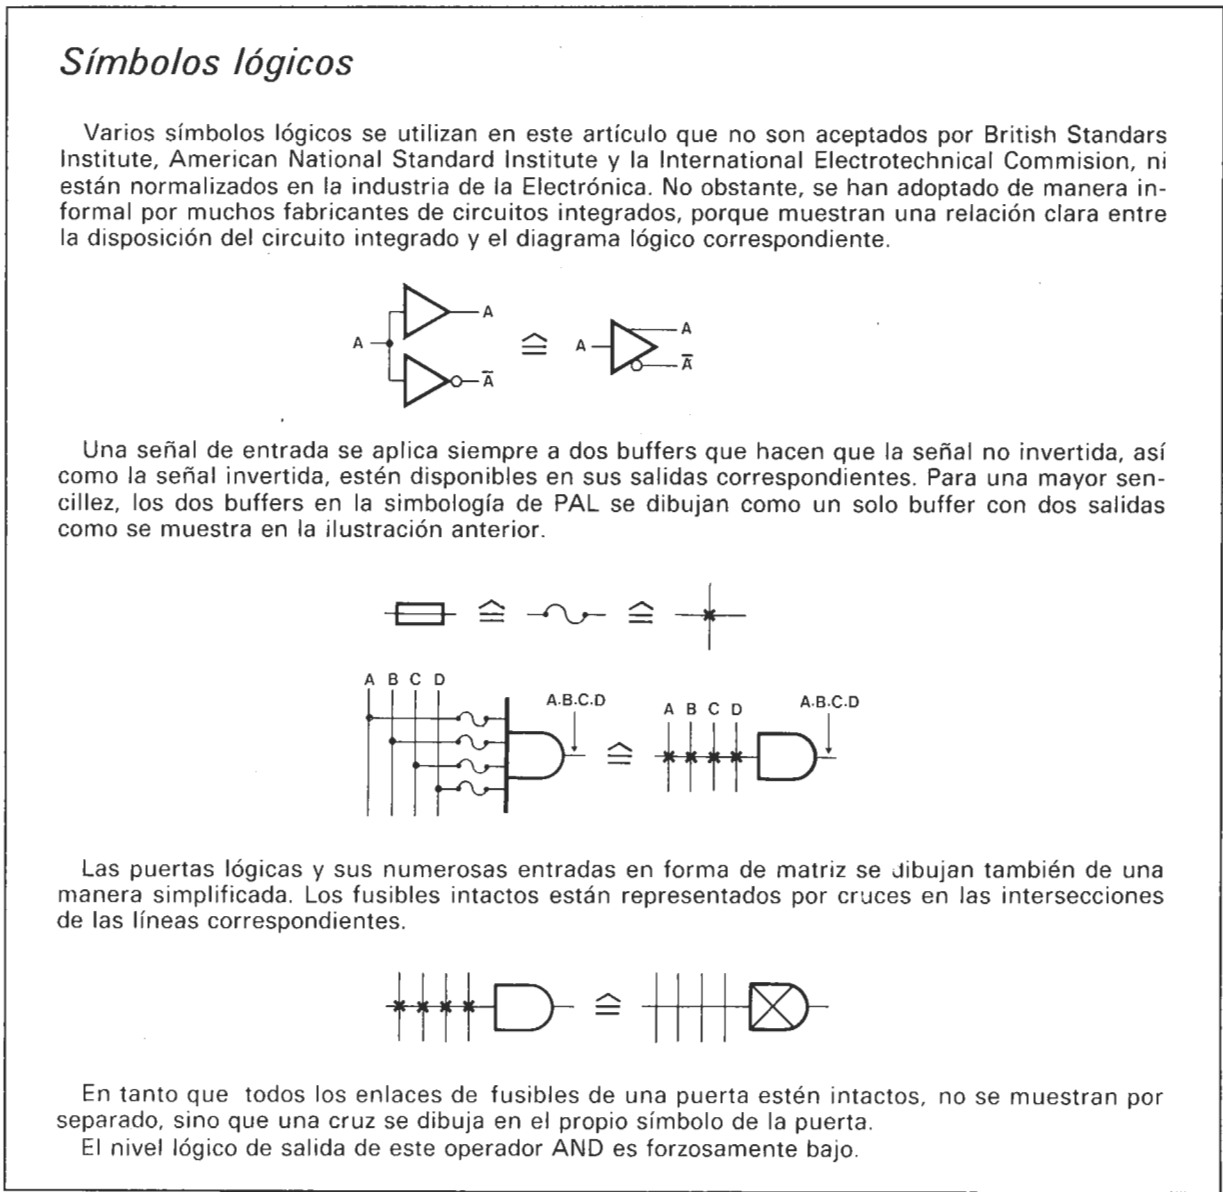 Símbolos lógicos
Varios símbolos lógicos se utilizan en este artículo que no son aceptados por British Standars
Institute, American National Standard Institute y la International Electrotechnical Commision, ni
están normalizados en la industria de la Electrónica. No obstante, se han adoptado de manera in-
formal por muchos fabricantes de circuitos integrados, porque muestran una relación clara entre
la disposición del circuito integrado y el diagrama lógico correspondiente.
A
A
A̅
≘
A
A
A̅
Una señal de entrada se aplica siempre a dos buffers que hacen que la señal no invertida, así
como la señal invertida, estén disponibles en sus salidas correspondientes. Para una mayor sen-
cillez, los dos buffers en la simbología de PAL se dibujan como un solo buffer con dos salidas
como se muestra en la ilustración anterior.
≘ ≘
A B C D
A.B.C.D
≘
A B C D
A.B.C.D
Las puertas lógicas y sus numerosas entradas en forma de matriz se dibujan también de una
manera simplificada. Los fusibles intactos están representados por cruces en las intersecciones
de las líneas correspondientes.
≘
En tanto que todos los enlaces de fusibles de una puerta estén intactos, no se muestran por
separado, sino que una cruz se dibuja en el propio símbolo de la puerta.
El nivel lógico de salida de este operador AND es forzosamente bajo.